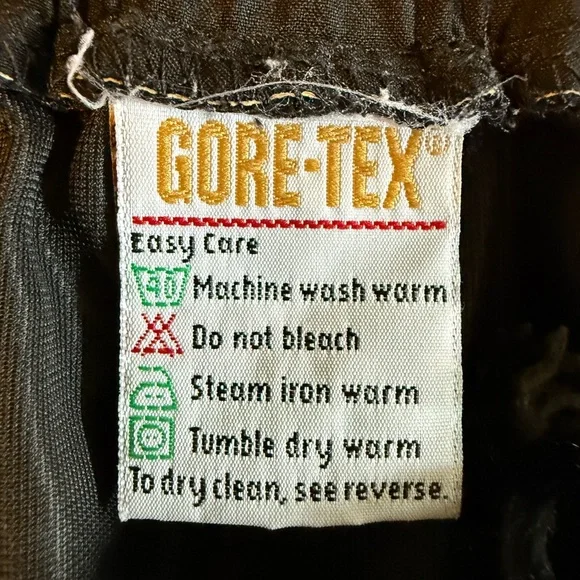 GORE-TEX®
Easy Care
40 Machine wash warm
Do not bleach
Steam iron warm
Tumble dry warm
To dry clean, see reverse.